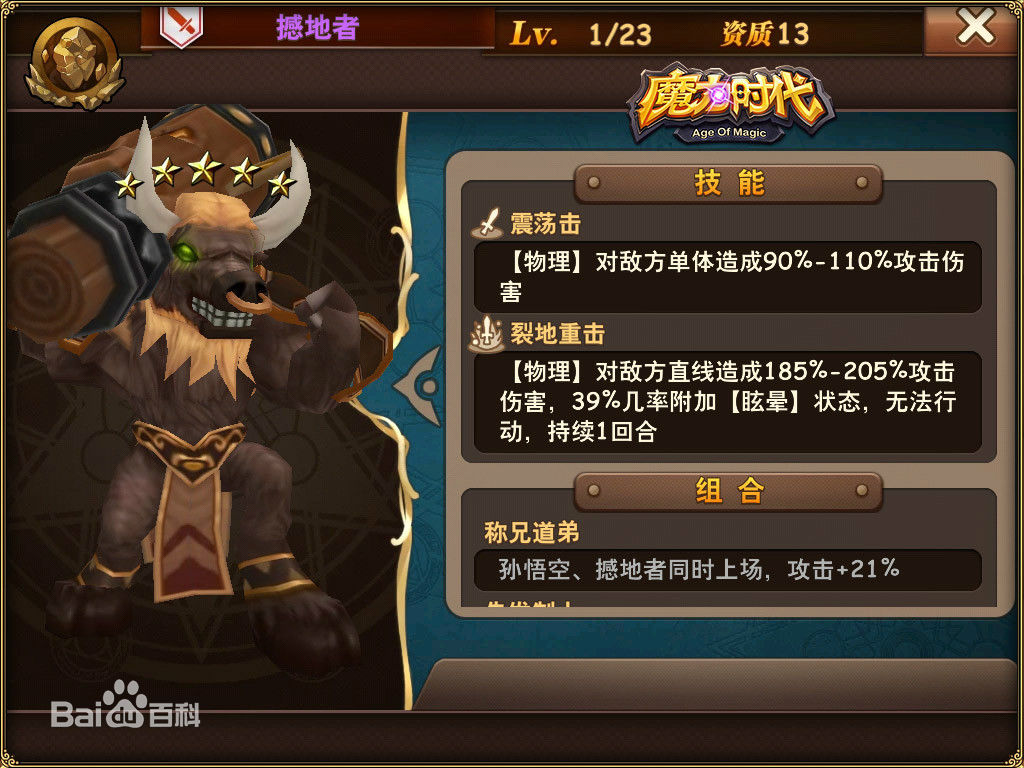 撼地者
Lv. 1/23
资质13
魔力时代
Age Of Magic
技能
震荡击
【物理】对敌方单体造成90%-110%攻击伤
害
裂地重击
【物理】对敌方直线造成185%-205%攻击
伤害，39%几率附加【眩晕】状态，无法行
动，持续1回合
组合
称兄道弟
孙悟空、撼地者同时上场，攻击+21%
Baidu百科